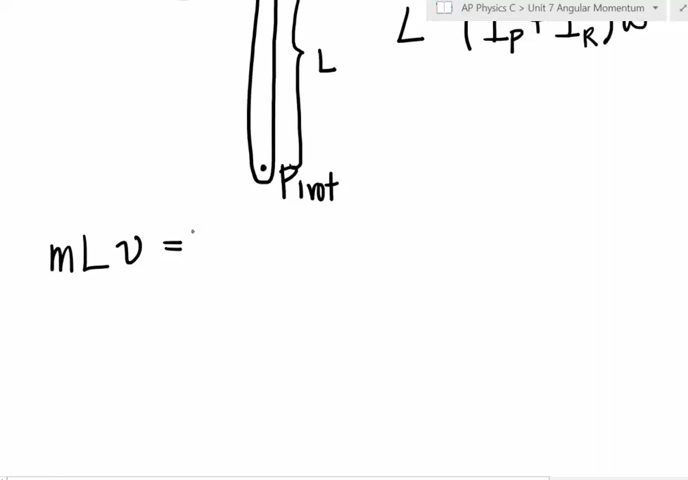 AP Physics C > Unit 7 Angular Momentum
L (I_P + I_R)ω
L
Pivot
mLv =